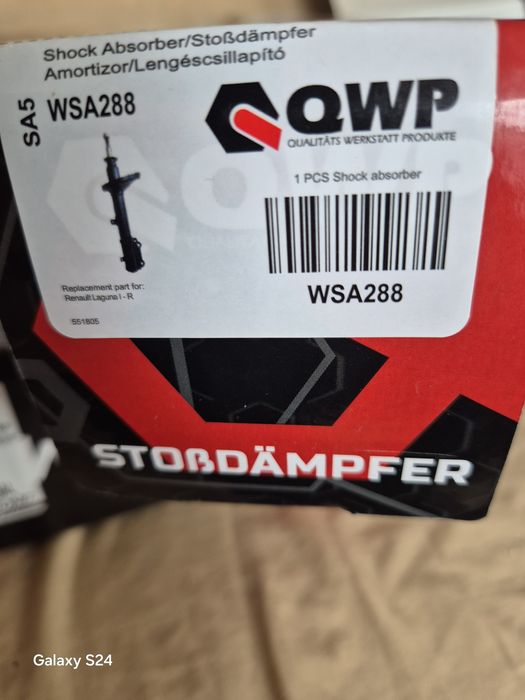 Shock Absorber/Stoßdämpfer
Amortizor/Lengéscsillapító
SA5
WSA288
QWP
QUALITÄTS WERKSTATT PRODUKTE
1 PCS Shock absorber
WSA288
Replacement part for:
Renault Laguna I - R
551805
STOßDÄMPFER
Galaxy S24